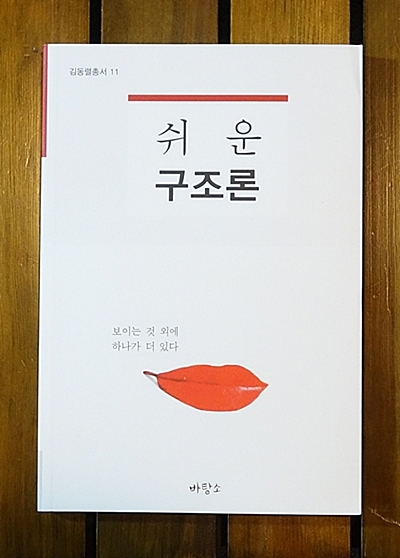 김동렬총서 11
쉬 운
구조론
보이는 것 외에
하나가 더 있다
바탕소